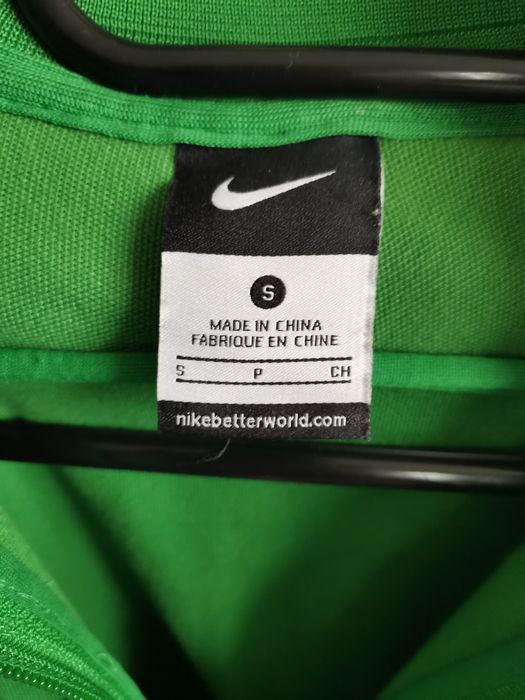 S
MADE IN CHINA
FABRIQUE EN CHINE
S P CH
nikebetterworld.com